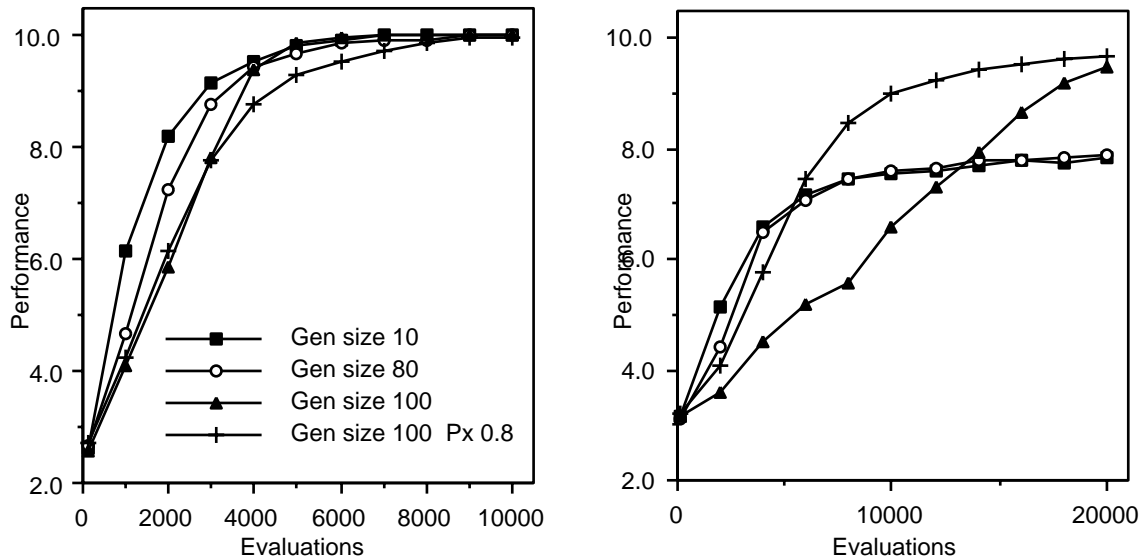 10.0
8.0
6.0
4.0
2.0
Performance
Gen size 10
Gen size 80
Gen size 100
Gen size 100 Px 0.8
0 2000 4000 6000 8000 10000
Evaluations
10.0
8.0
6.0
4.0
2.0
Performance
0 10000 20000
Evaluations